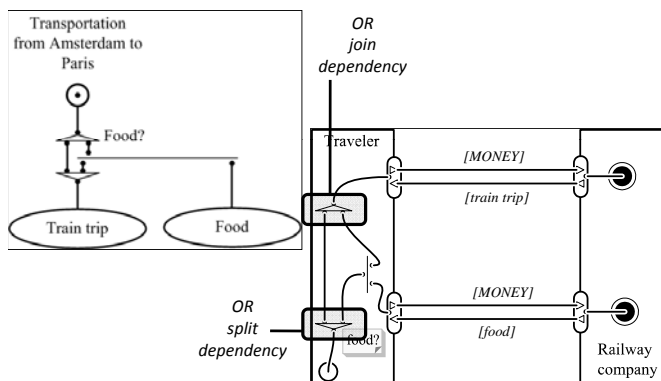 Transportation
from Amsterdam to
Paris
Food?
Train trip
Food
OR
join
dependency
Traveler
[MONEY]
[train trip]
OR
split
dependency
food?
[MONEY]
[food]
Railway
company